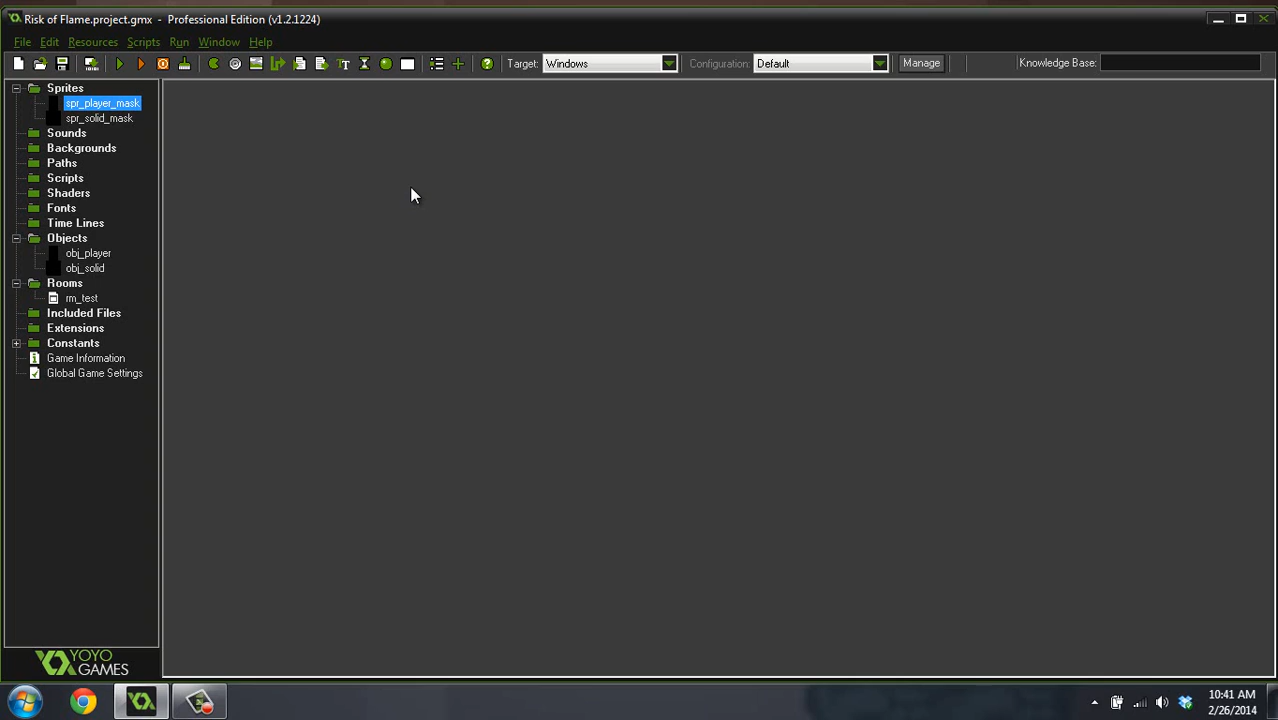 Risk of Flame.project.gmx - Professional Edition (v1.2.1224)
File Edit Resources Scripts Run Window Help
Target: Windows Configuration: Default Manage Knowledge Base:
Sprites
spr_player_mask
spr_solid_mask
Sounds
Backgrounds
Paths
Scripts
Shaders
Fonts
Time Lines
Objects
obj_player
obj_solid
Rooms
rm_test
Included Files
Extensions
Constants
Game Information
Global Game Settings
YOYO
GAMES
10:41 AM
2/26/2014